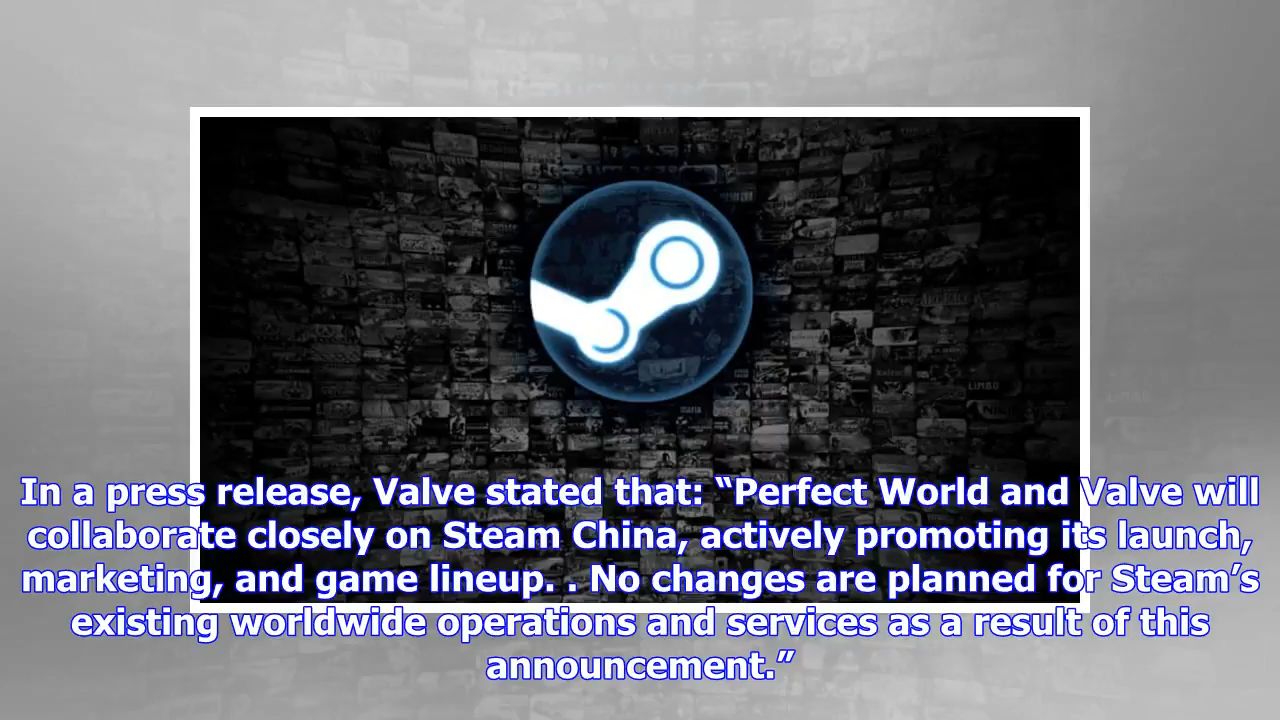 LIMBO
In a press release, Valve stated that: “Perfect World and Valve will
collaborate closely on Steam China, actively promoting its launch,
marketing, and game lineup. . No changes are planned for Steam’s
existing worldwide operations and services as a result of this
announcement.”